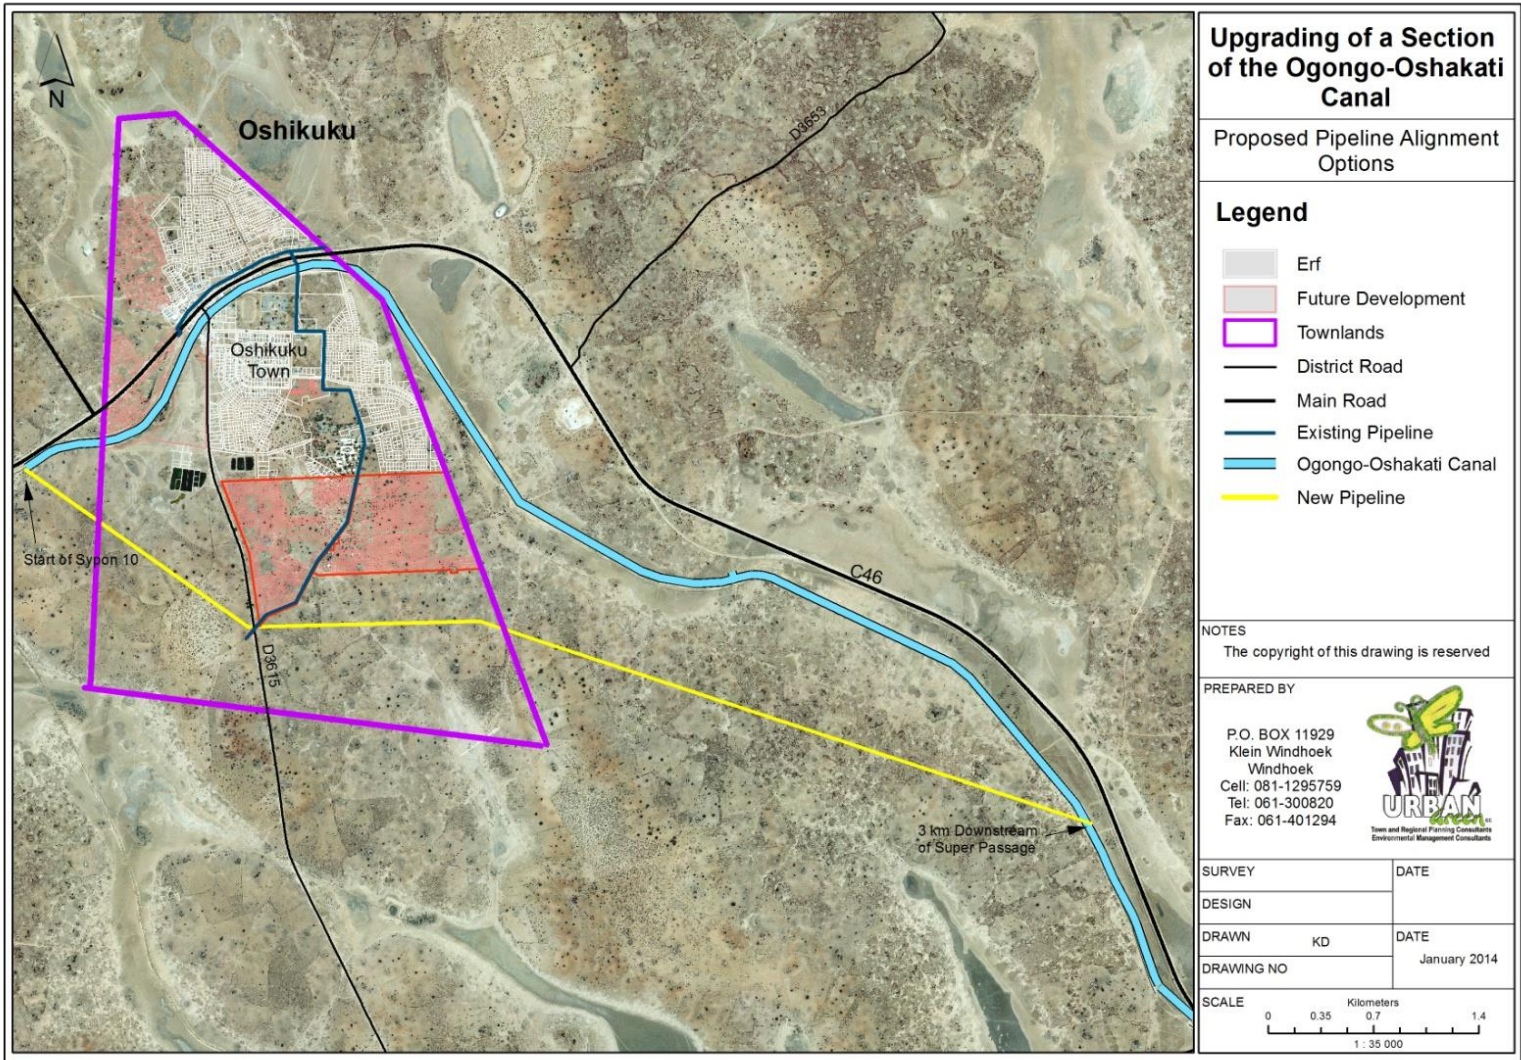 N
Oshikuku
D3653
Oshikuku
Town
Start of Sypon 10
D3615
C46
3 km Downstream
of Super Passage
Upgrading of a Section
of the Ogongo-Oshakati
Canal
Proposed Pipeline Alignment
Options
Legend
Erf
Future Development
Townlands
District Road
Main Road
Existing Pipeline
Ogongo-Oshakati Canal
New Pipeline
NOTES
The copyright of this drawing is reserved
PREPARED BY
P.O. BOX 11929
Klein Windhoek
Windhoek
Cell: 081-1295759
Tel: 061-300820
Fax: 061-401294
URBAN
Green cc
Town and Regional Planning Consultants
Environmental Management Consultants
SURVEY
DATE
DESIGN
DRAWN KD
DATE
January 2014
DRAWING NO
SCALE
Kilometers
0 0.35 0.7 1.4
1 : 35 000